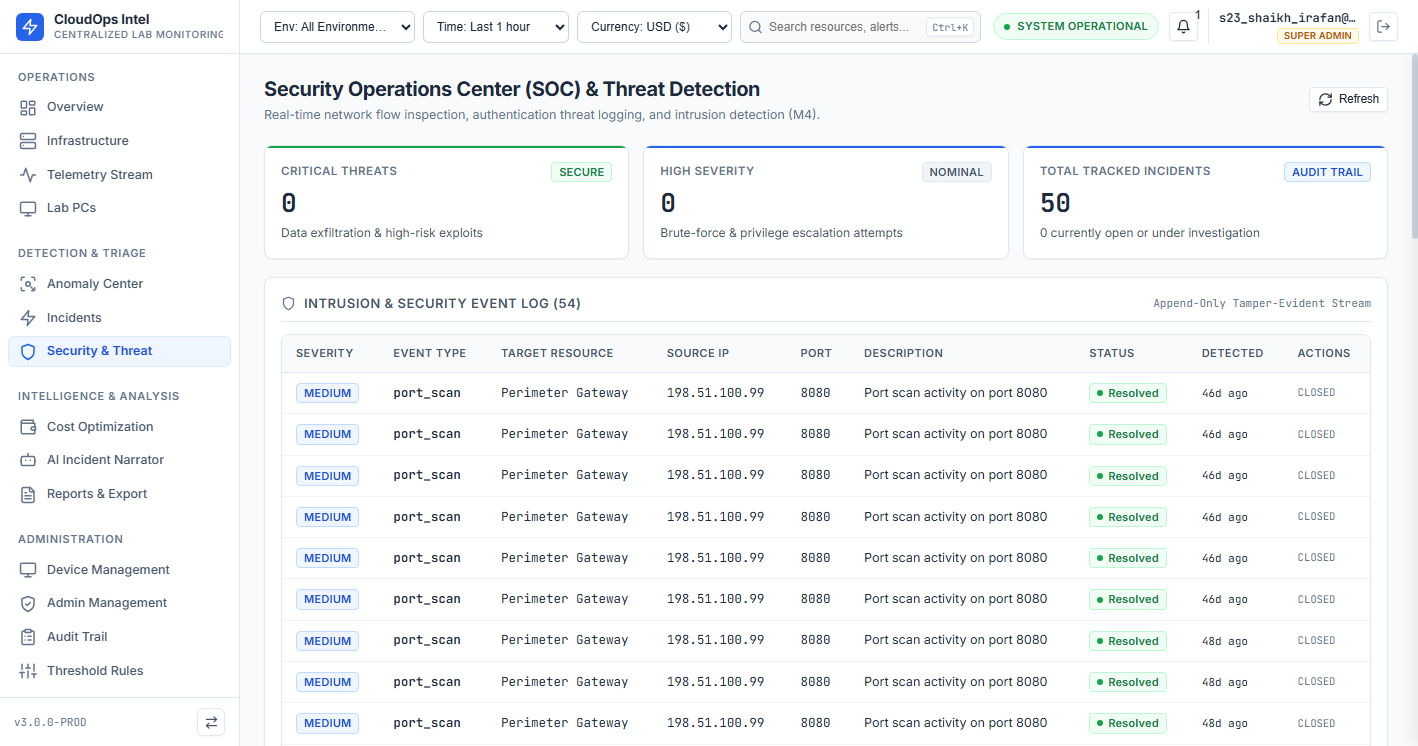 CloudOps Intel
CENTRALIZED LAB MONITORING
Env: All Environme...
Time: Last 1 hour
Currency: USD ($)
Search resources, alerts...
Ctrl+K
SYSTEM OPERATIONAL
1
s23_shaikh_irafan@...
SUPER ADMIN
OPERATIONS
Overview
Infrastructure
Telemetry Stream
Lab PCs
DETECTION & TRIAGE
Anomaly Center
Incidents
Security & Threat
INTELLIGENCE & ANALYSIS
Cost Optimization
AI Incident Narrator
Reports & Export
ADMINISTRATION
Device Management
Admin Management
Audit Trail
Threshold Rules
v3.0.0-PROD
Security Operations Center (SOC) & Threat Detection
Real-time network flow inspection, authentication threat logging, and intrusion detection (M4).
Refresh
CRITICAL THREATS SECURE
0
Data exfiltration & high-risk exploits
HIGH SEVERITY NOMINAL
0
Brute-force & privilege escalation attempts
TOTAL TRACKED INCIDENTS AUDIT TRAIL
50
0 currently open or under investigation
INTRUSION & SECURITY EVENT LOG (54)
Append-Only Tamper-Evident Stream
SEVERITY EVENT TYPE TARGET RESOURCE SOURCE IP PORT DESCRIPTION STATUS DETECTED ACTIONS
MEDIUM port_scan Perimeter Gateway 198.51.100.99 8080 Port scan activity on port 8080 Resolved 46d ago CLOSED
MEDIUM port_scan Perimeter Gateway 198.51.100.99 8080 Port scan activity on port 8080 Resolved 46d ago CLOSED
MEDIUM port_scan Perimeter Gateway 198.51.100.99 8080 Port scan activity on port 8080 Resolved 46d ago CLOSED
MEDIUM port_scan Perimeter Gateway 198.51.100.99 8080 Port scan activity on port 8080 Resolved 46d ago CLOSED
MEDIUM port_scan Perimeter Gateway 198.51.100.99 8080 Port scan activity on port 8080 Resolved 46d ago CLOSED
MEDIUM port_scan Perimeter Gateway 198.51.100.99 8080 Port scan activity on port 8080 Resolved 46d ago CLOSED
MEDIUM port_scan Perimeter Gateway 198.51.100.99 8080 Port scan activity on port 8080 Resolved 48d ago CLOSED
MEDIUM port_scan Perimeter Gateway 198.51.100.99 8080 Port scan activity on port 8080 Resolved 48d ago CLOSED
MEDIUM port_scan Perimeter Gateway 198.51.100.99 8080 Port scan activity on port 8080 Resolved 48d ago CLOSED